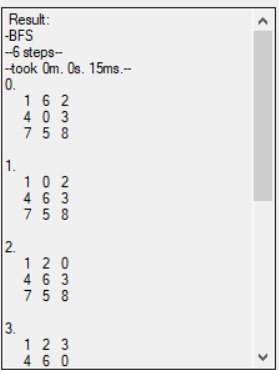 Result:
-BFS
--6 steps--
--took 0m. 0s. 15ms.--
0.
1 6 2
4 0 3
7 5 8
1.
1 0 2
4 6 3
7 5 8
2.
1 2 0
4 6 3
7 5 8
3.
1 2 3
4 6 0